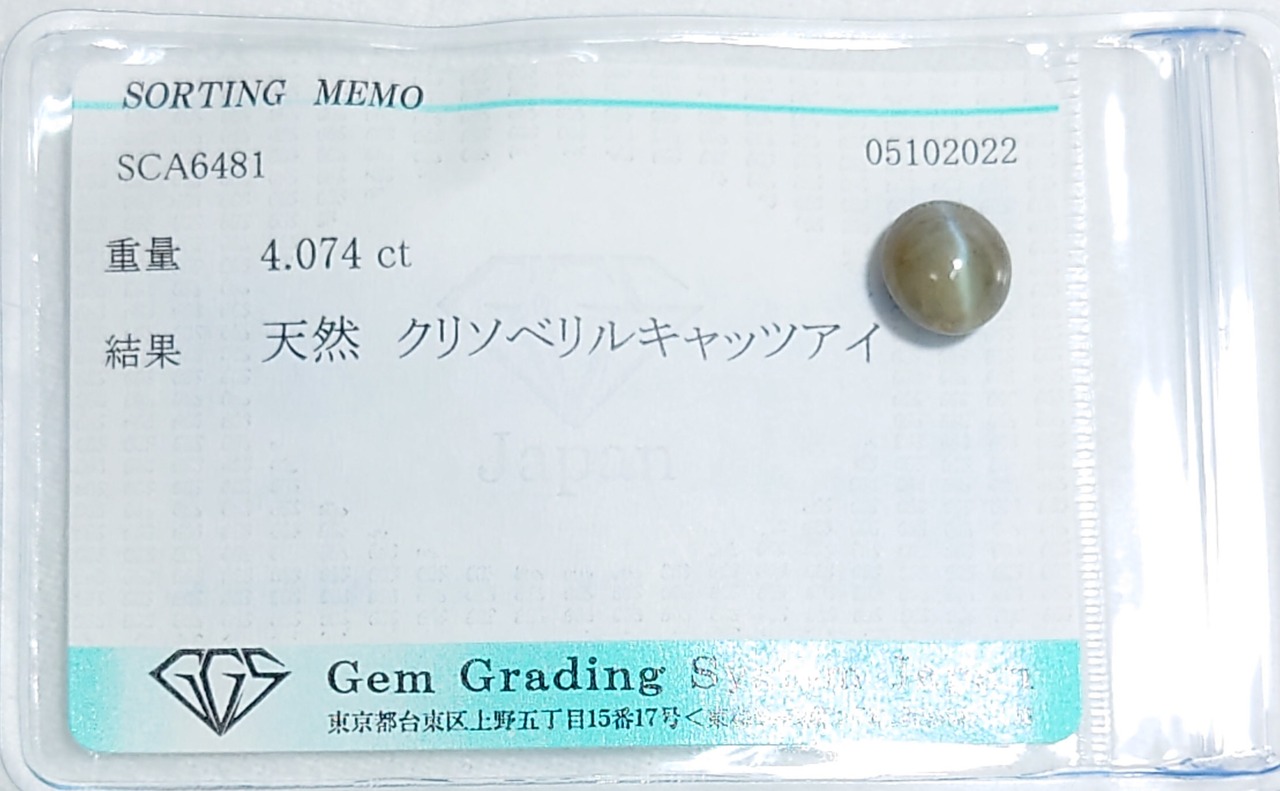 SORTING MEMO
SCA6481
05102022
重量 4.074 ct
結果 天然 クリソベリルキャッツアイ
Japan
GGS
Gem Grading System Japan
東京都台東区上野五丁目15番17号